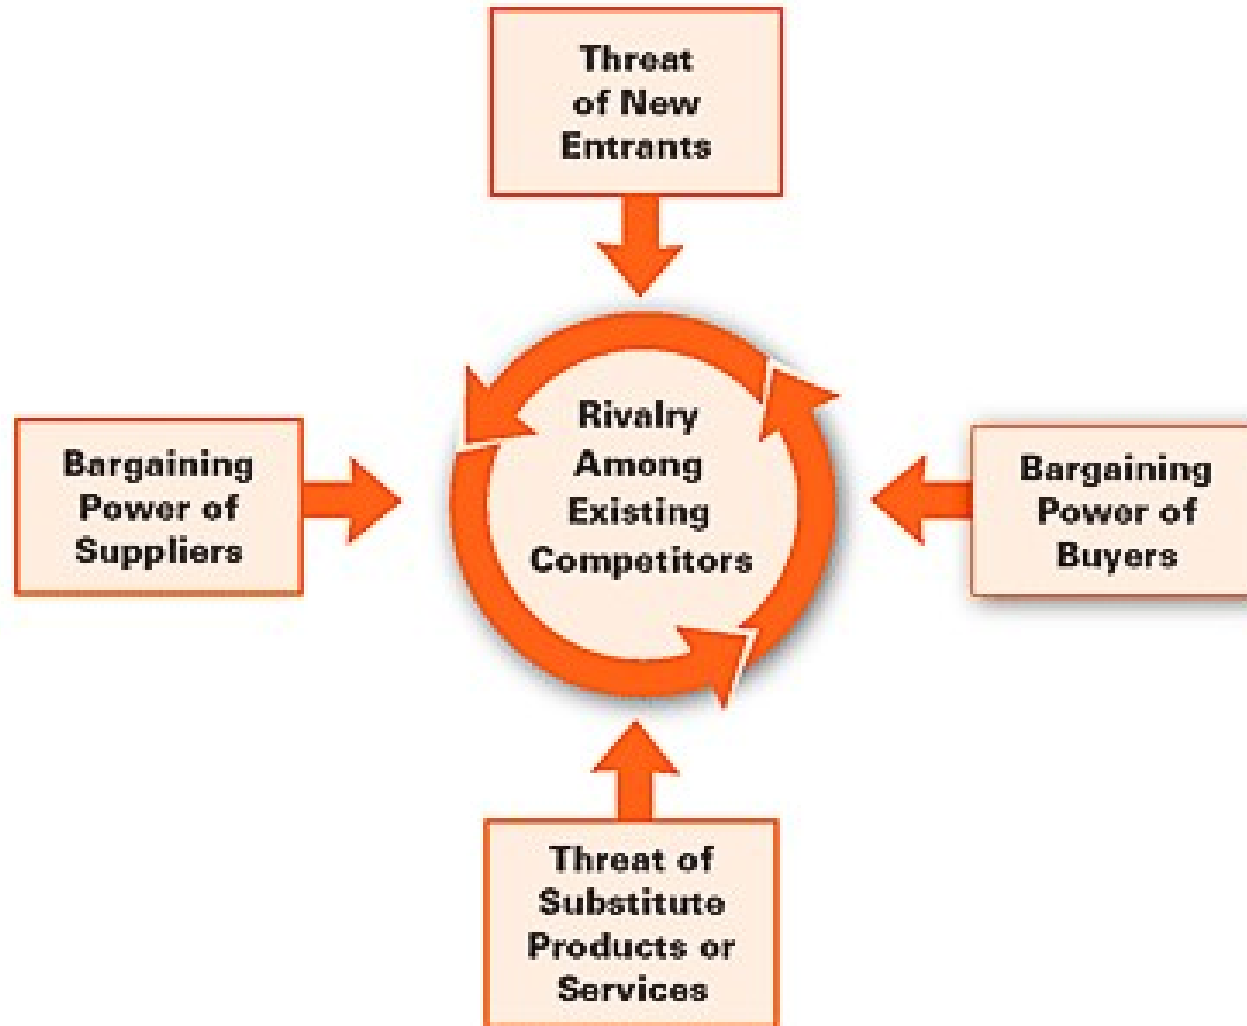 Threat
of New
Entrants
Bargaining
Power of
Suppliers
Rivalry
Among
Existing
Competitors
Bargaining
Power of
Buyers
Threat of
Substitute
Products or
Services